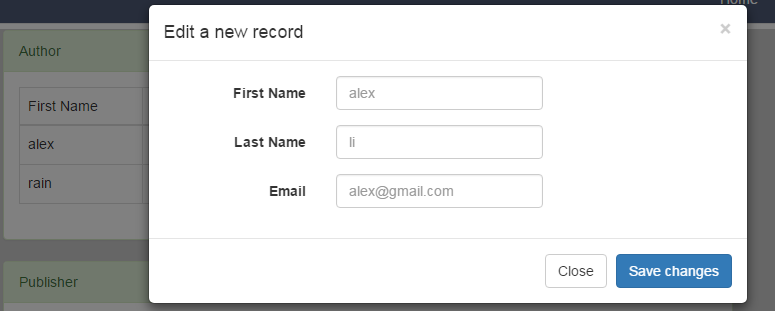 Home
Edit a new record ×
Author
First Name alex
First Name
Last Name li
alex
rain
Email alex@gmail.com
Close Save changes
Publisher